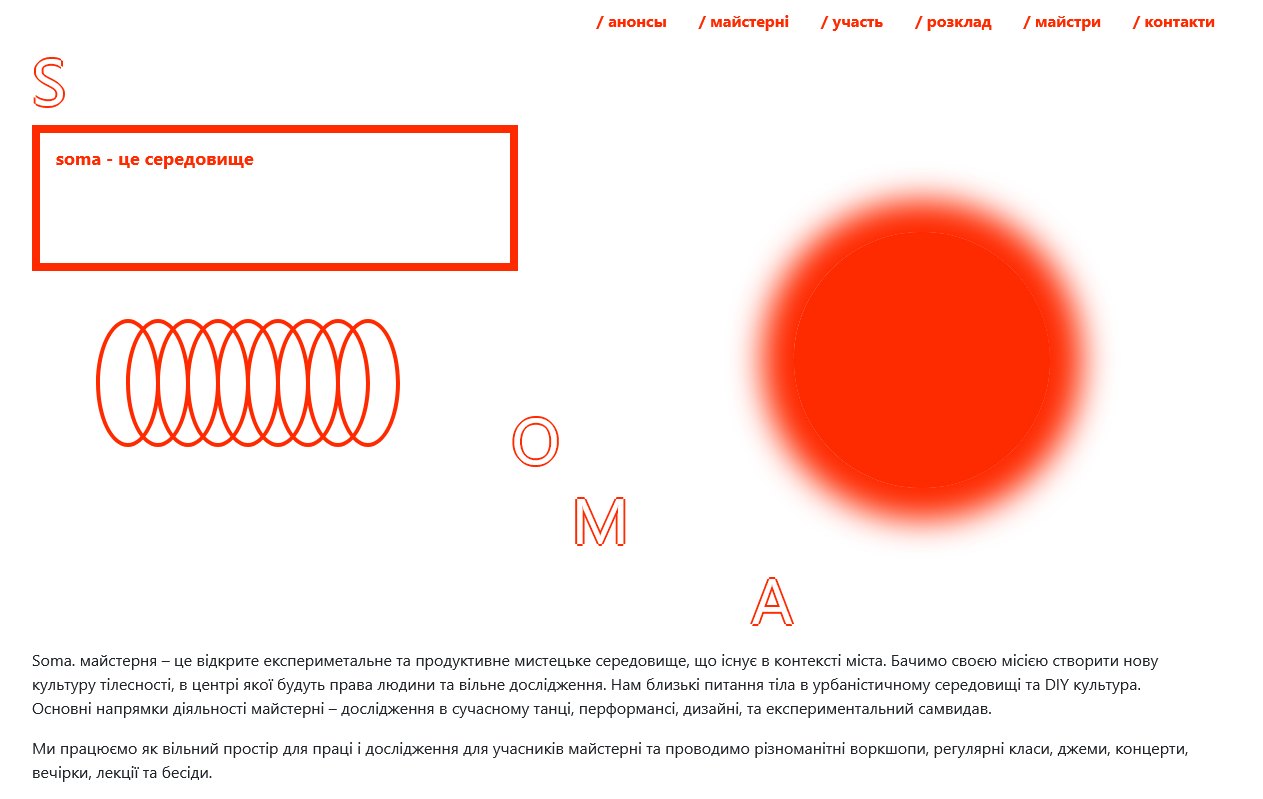 / анонсы / майстерні / участь / розклад / майстри / контакти
S
soma - це середовище
O
M
A
Soma. майстерня – це відкрите експериметальне та продуктивне мистецьке середовище, що існує в контексті міста. Бачимо своєю місією створити нову
культуру тілесності, в центрі якої будуть права людини та вільне дослідження. Нам близькі питання тіла в урбаністичному середовищі та DIY культура.
Основні напрямки діяльності майстерні – дослідження в сучасному танці, перформансі, дизайні, та експериментальний самвидав.
Ми працюємо як вільний простір для праці і дослідження для учасників майстерні та проводимо різноманітні воркшопи, регулярні класи, джеми, концерти,
вечірки, лекції та бесіди.